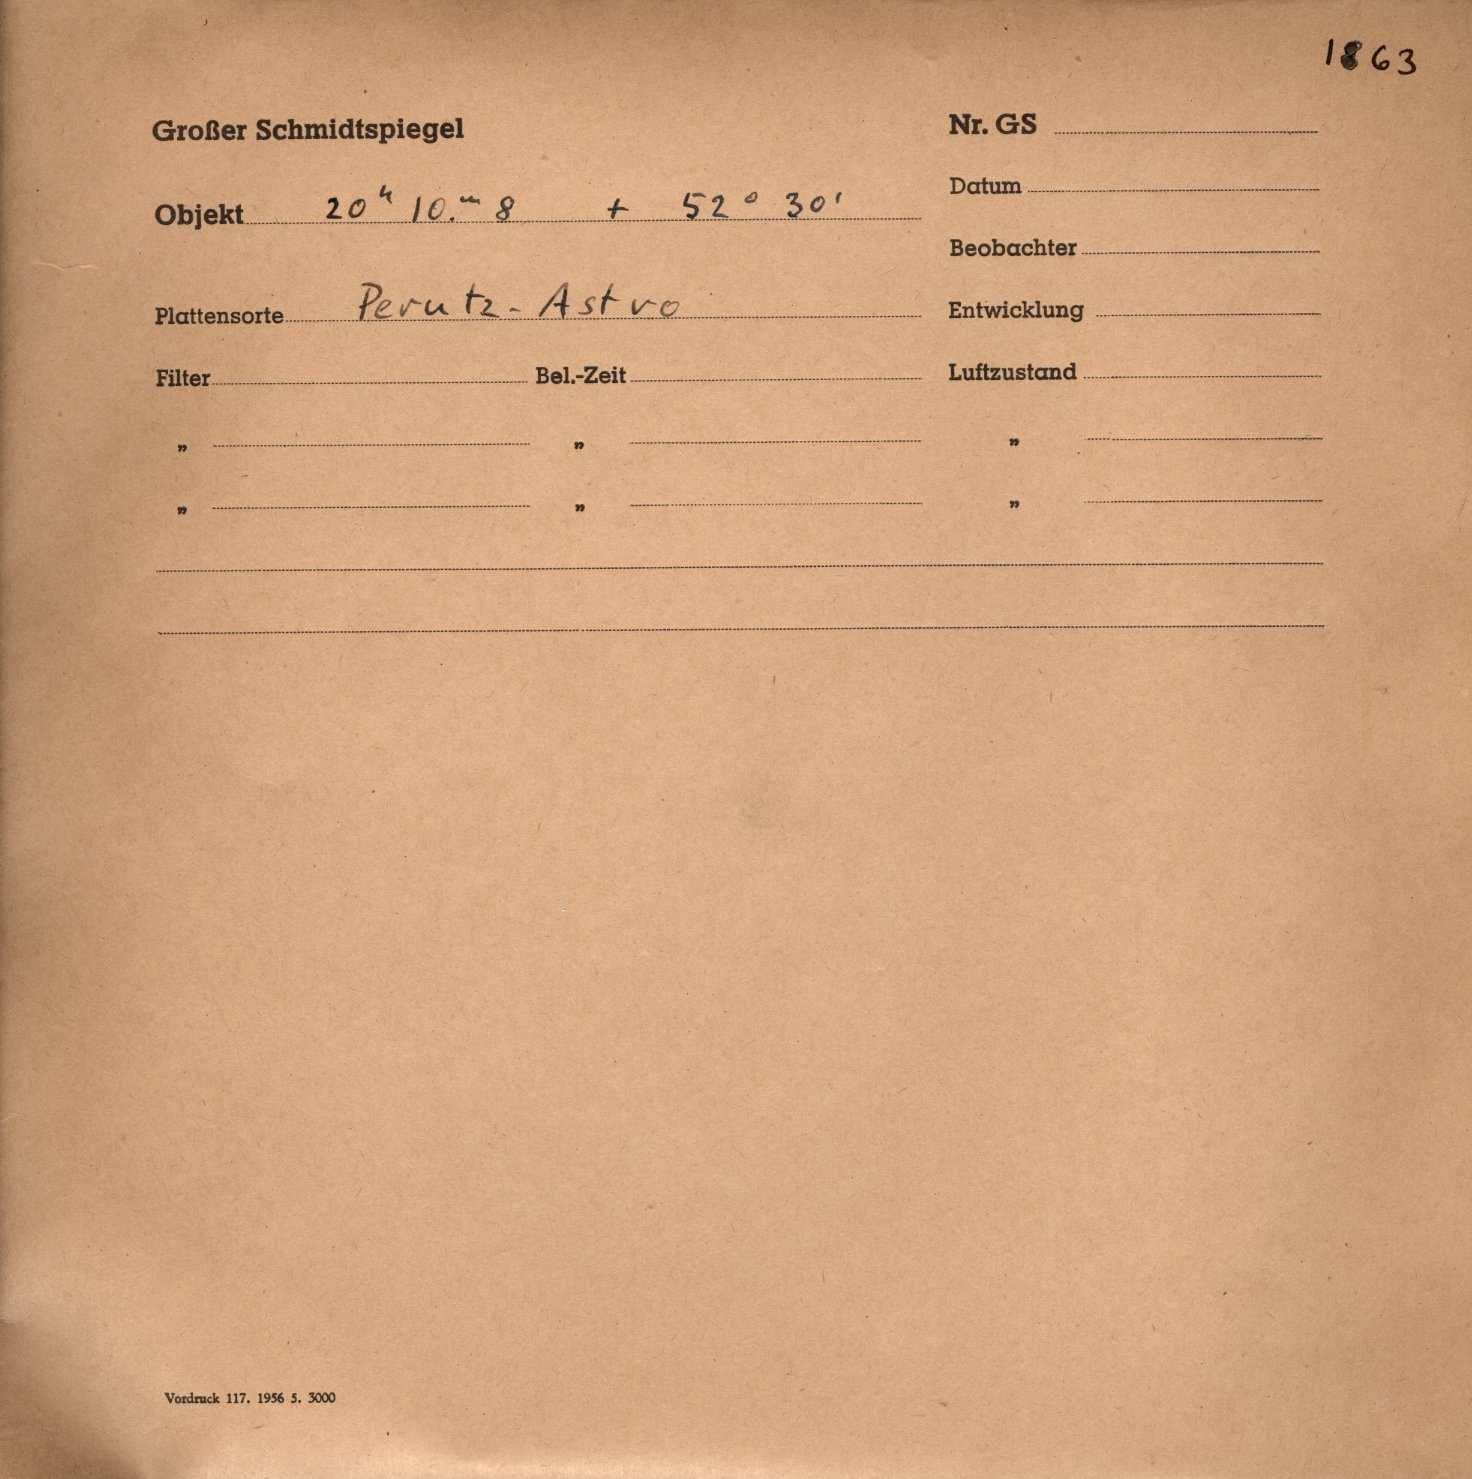 1863
Großer Schmidtspiegel
Nr. GS
Datum
Objekt 20ʰ 10.ᵐ 8 + 52° 30'
Beobachter
Plattensorte Perutz-Astro
Entwicklung
Filter Bel.-Zeit Luftzustand
„ „ „
„ „ „
Vordruck 117. 1956 5. 3000